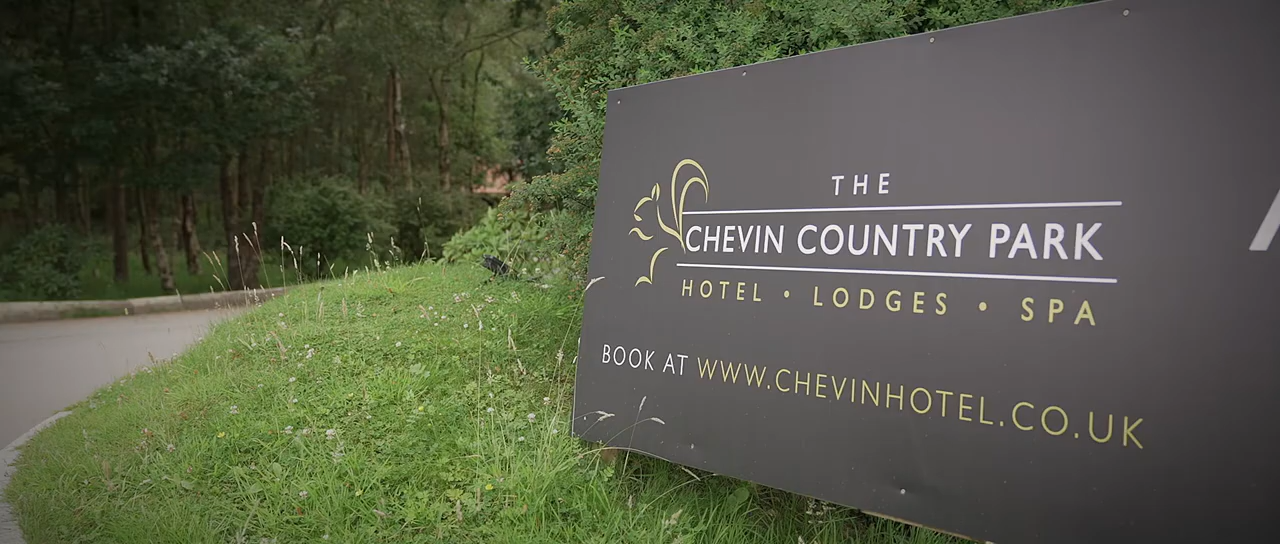 THE
CHEVIN COUNTRY PARK
HOTEL • LODGES • SPA
BOOK AT WWW.CHEVINHOTEL.CO.UK